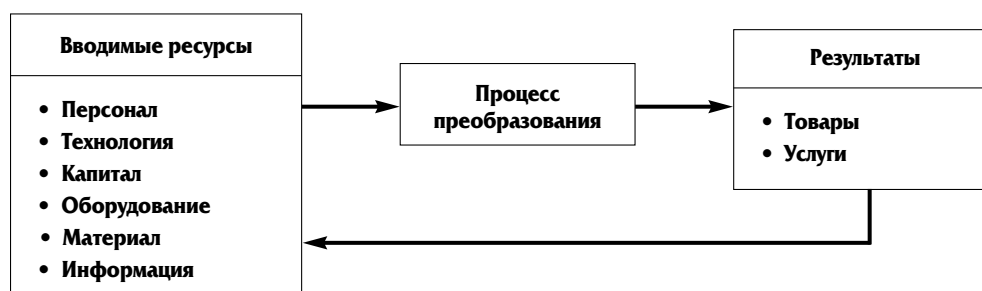 Вводимые ресурсы
• Персонал
• Технология
• Капитал
• Оборудование
• Материал
• Информация
Процесс
преобразования
Результаты
• Товары
• Услуги